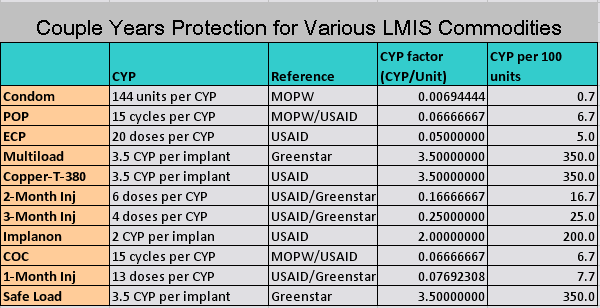 Couple Years Protection for Various LMIS Commodities
CYP Reference CYP factor (CYP/Unit) CYP per 100 units
Condom 144 units per CYP MOPW 0.00694444 0.7
POP 15 cycles per CYP MOPW/USAID 0.06666667 6.7
ECP 20 doses per CYP USAID 0.05000000 5.0
Multiload 3.5 CYP per implant Greenstar 3.50000000 350.0
Copper-T-380 3.5 CYP per implant USAID 3.50000000 350.0
2-Month Inj 6 doses per CYP USAID/Greenstar 0.16666667 16.7
3-Month Inj 4 doses per CYP USAID/Greenstar 0.25000000 25.0
Implanon 2 CYP per implan USAID 2.00000000 200.0
COC 15 cycles per CYP MOPW/USAID 0.06666667 6.7
1-Month Inj 13 doses per CYP USAID/Greenstar 0.07692308 7.7
Safe Load 3.5 CYP per implant Greenstar 3.50000000 350.0